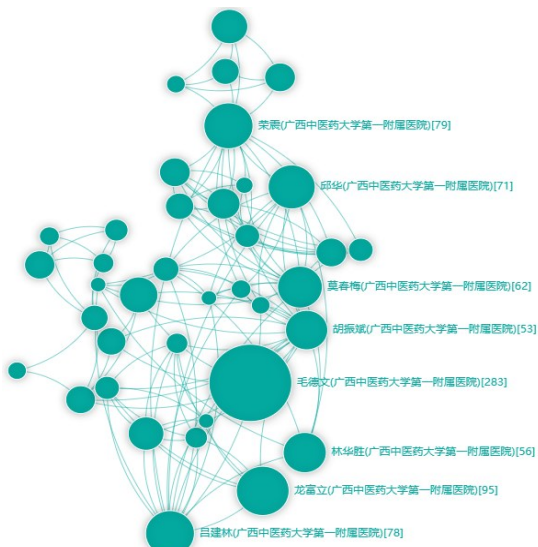 荣震(广西中医药大学第一附属医院)[79]
邱华(广西中医药大学第一附属医院)[71]
莫春梅(广西中医药大学第一附属医院)[62]
胡振斌(广西中医药大学第一附属医院)[53]
毛德文(广西中医药大学第一附属医院)[283]
林华胜(广西中医药大学第一附属医院)[56]
龙富立(广西中医药大学第一附属医院)[95]
吕建林(广西中医药大学第一附属医院)[78]